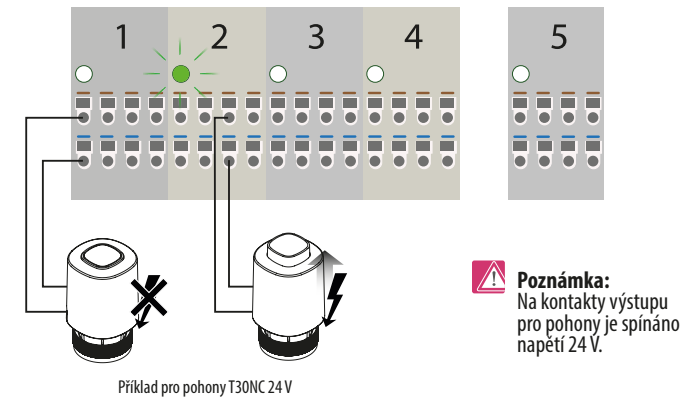 1 2 3 4 5
Poznámka:
Na kontakty výstupu
pro pohony je spínáno
napětí 24 V.
Příklad pro pohony T30NC 24 V